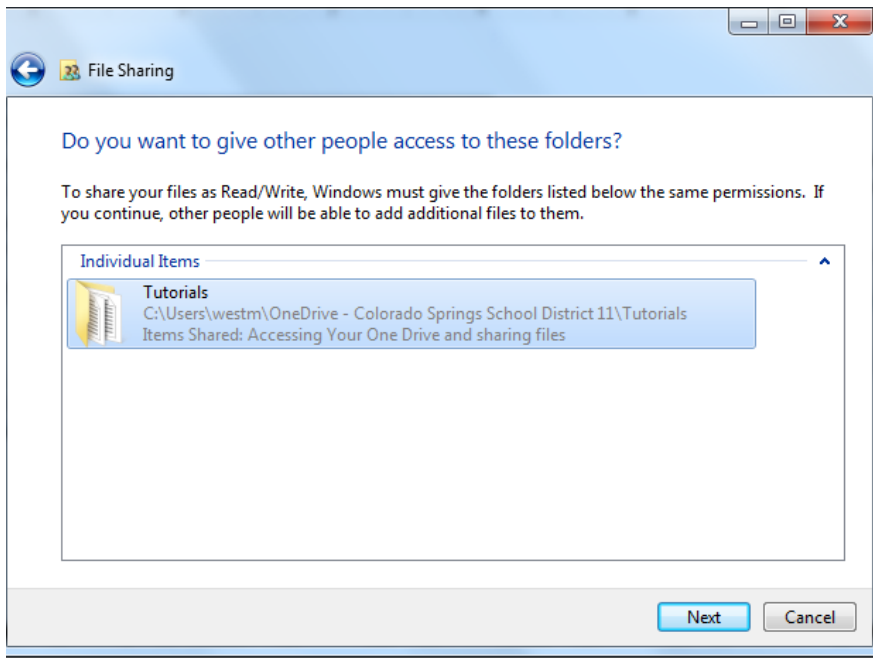 File Sharing
Do you want to give other people access to these folders?
To share your files as Read/Write, Windows must give the folders listed below the same permissions. If
you continue, other people will be able to add additional files to them.
Individual Items
Tutorials
C:\Users\westm\OneDrive - Colorado Springs School District 11\Tutorials
Items Shared: Accessing Your One Drive and sharing files
Next Cancel